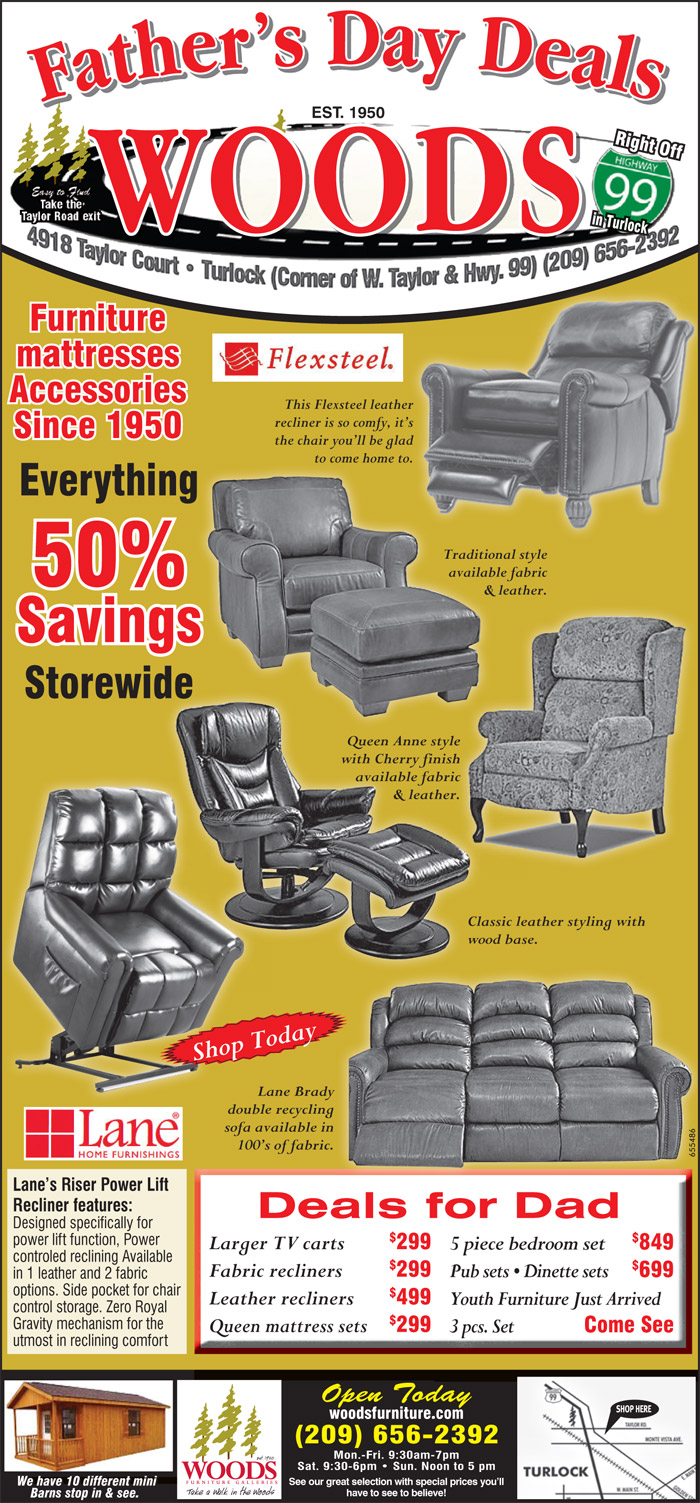 Father's Day Deals
EST. 1950
WOODS
Easy to Find
Take the
Taylor Road exit
Right Off
HIGHWAY
99
in Turlock
4918 Taylor Court • Turlock (Corner of W. Taylor & Hwy. 99) (209) 656-2392
Furniture
mattresses
Accessories
Since 1950
Everything
50%
Savings
Storewide
Flexsteel®
This Flexsteel leather
recliner is so comfy, it's
the chair you'll be glad
to come home to.
Traditional style
available fabric
& leather.
Queen Anne style
with Cherry finish
available fabric
& leather.
Classic leather styling with
wood base.
Shop Today
Lane Brady
double recycling
sofa available in
100's of fabric.
655486
Lane®
HOME FURNISHINGS
Lane's Riser Power Lift
Recliner features:
Designed specifically for
power lift function, Power
controled reclining Available
in 1 leather and 2 fabric
options. Side pocket for chair
control storage. Zero Royal
Gravity mechanism for the
utmost in reclining comfort
Deals for Dad
Larger TV carts $299 5 piece bedroom set $849
Fabric recliners $299 Pub sets • Dinette sets $699
Leather recliners $499 Youth Furniture Just Arrived
Queen mattress sets $299 3 pcs. Set Come See
We have 10 different mini
Barns stop in & see.
est. 1950
WOODS
FURNITURE GALLERIES
Take a Walk in the Woods
Open Today
woodsfurniture.com
(209) 656-2392
Mon.-Fri. 9:30am-7pm
Sat. 9:30-6pm • Sun. Noon to 5 pm
See our great selection with special prices you'll
have to see to believe!
99
SHOP HERE
TAYLOR RD.
MONTE VISTA AVE.
TURLOCK
W. MAIN ST.